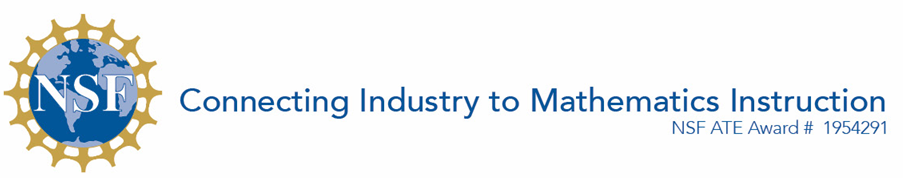 NSF
Connecting Industry to Mathematics Instruction
NSF ATE Award # 1954291